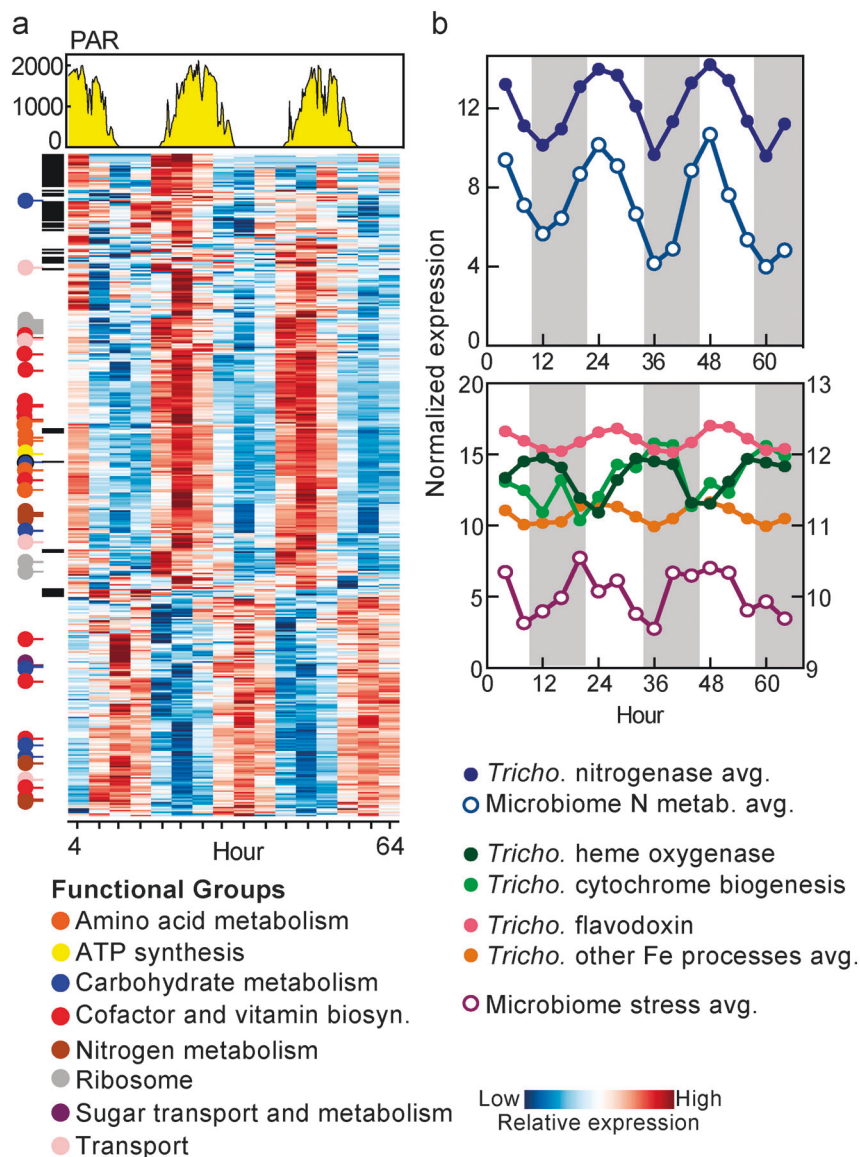 a
PAR
2000
1000
0
4
Hour
64
Functional Groups
Amino acid metabolism
ATP synthesis
Carbohydrate metabolism
Cofactor and vitamin biosyn.
Nitrogen metabolism
Ribosome
Sugar transport and metabolism
Transport
b
Normalized expression
12
8
4
0
0 12 24 36 48 60
20
15
10
5
0
13
12
11
10
9
0 12 24 36 48 60
Hour
Tricho. nitrogenase avg.
Microbiome N metab. avg.
Tricho. heme oxygenase
Tricho. cytochrome biogenesis
Tricho. flavodoxin
Tricho. other Fe processes avg.
Microbiome stress avg.
Low High
Relative expression